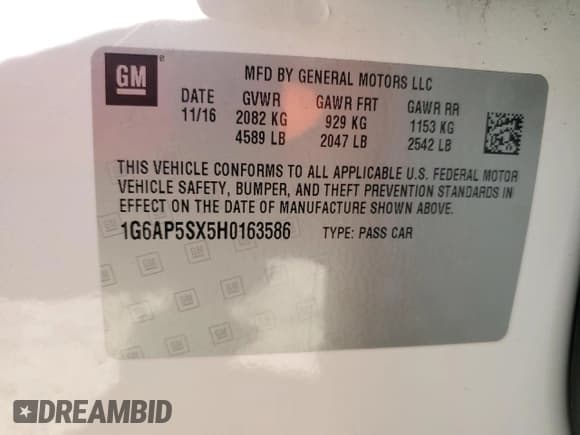 GM
MFD BY GENERAL MOTORS LLC
DATE GVWR GAWR FRT GAWR RR
11/16 2082 KG 929 KG 1153 KG
4589 LB 2047 LB 2542 LB
THIS VEHICLE CONFORMS TO ALL APPLICABLE U.S. FEDERAL MOTOR
VEHICLE SAFETY, BUMPER, AND THEFT PREVENTION STANDARDS IN
EFFECT ON THE DATE OF MANUFACTURE SHOWN ABOVE.
1G6AP5SX5H0163586 TYPE: PASS CAR
DREAMBID